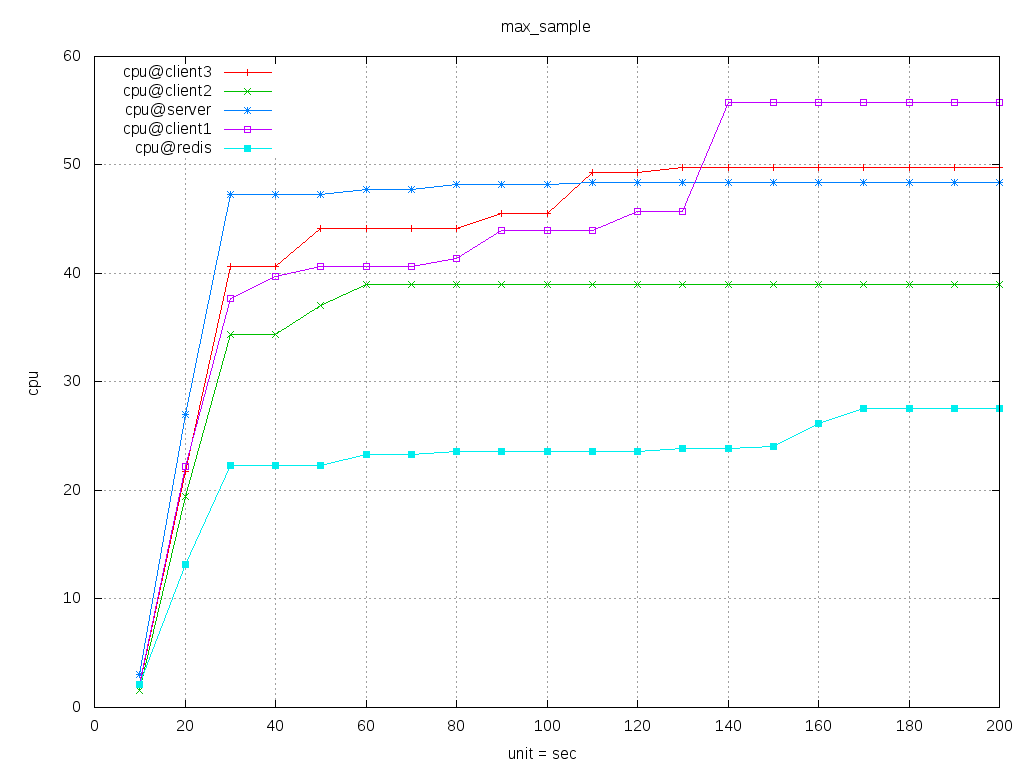 max_sample
60
50
40
30
20
10
0
cpu@client3
cpu@client2
cpu@server
cpu@client1
cpu@redis
cpu
0 20 40 60 80 100 120 140 160 180 200
unit = sec